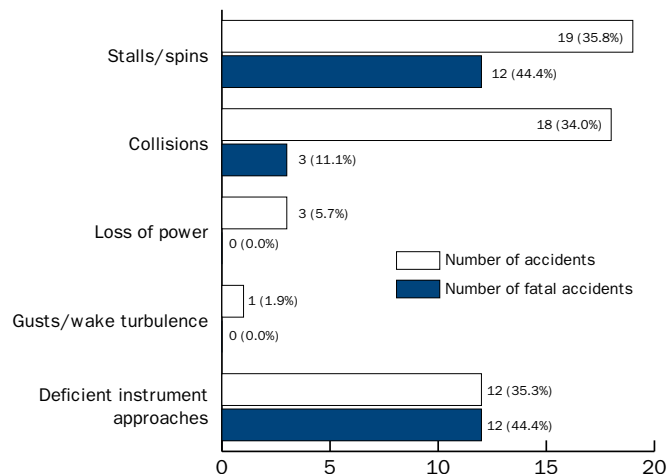 19 (35.8%)
Stalls/spins
12 (44.4%)
18 (34.0%)
Collisions
3 (11.1%)
3 (5.7%)
Loss of power
0 (0.0%)
Number of accidents
Number of fatal accidents
1 (1.9%)
Gusts/wake turbulence
0 (0.0%)
12 (35.3%)
Deficient instrument
approaches
12 (44.4%)
0 5 10 15 20